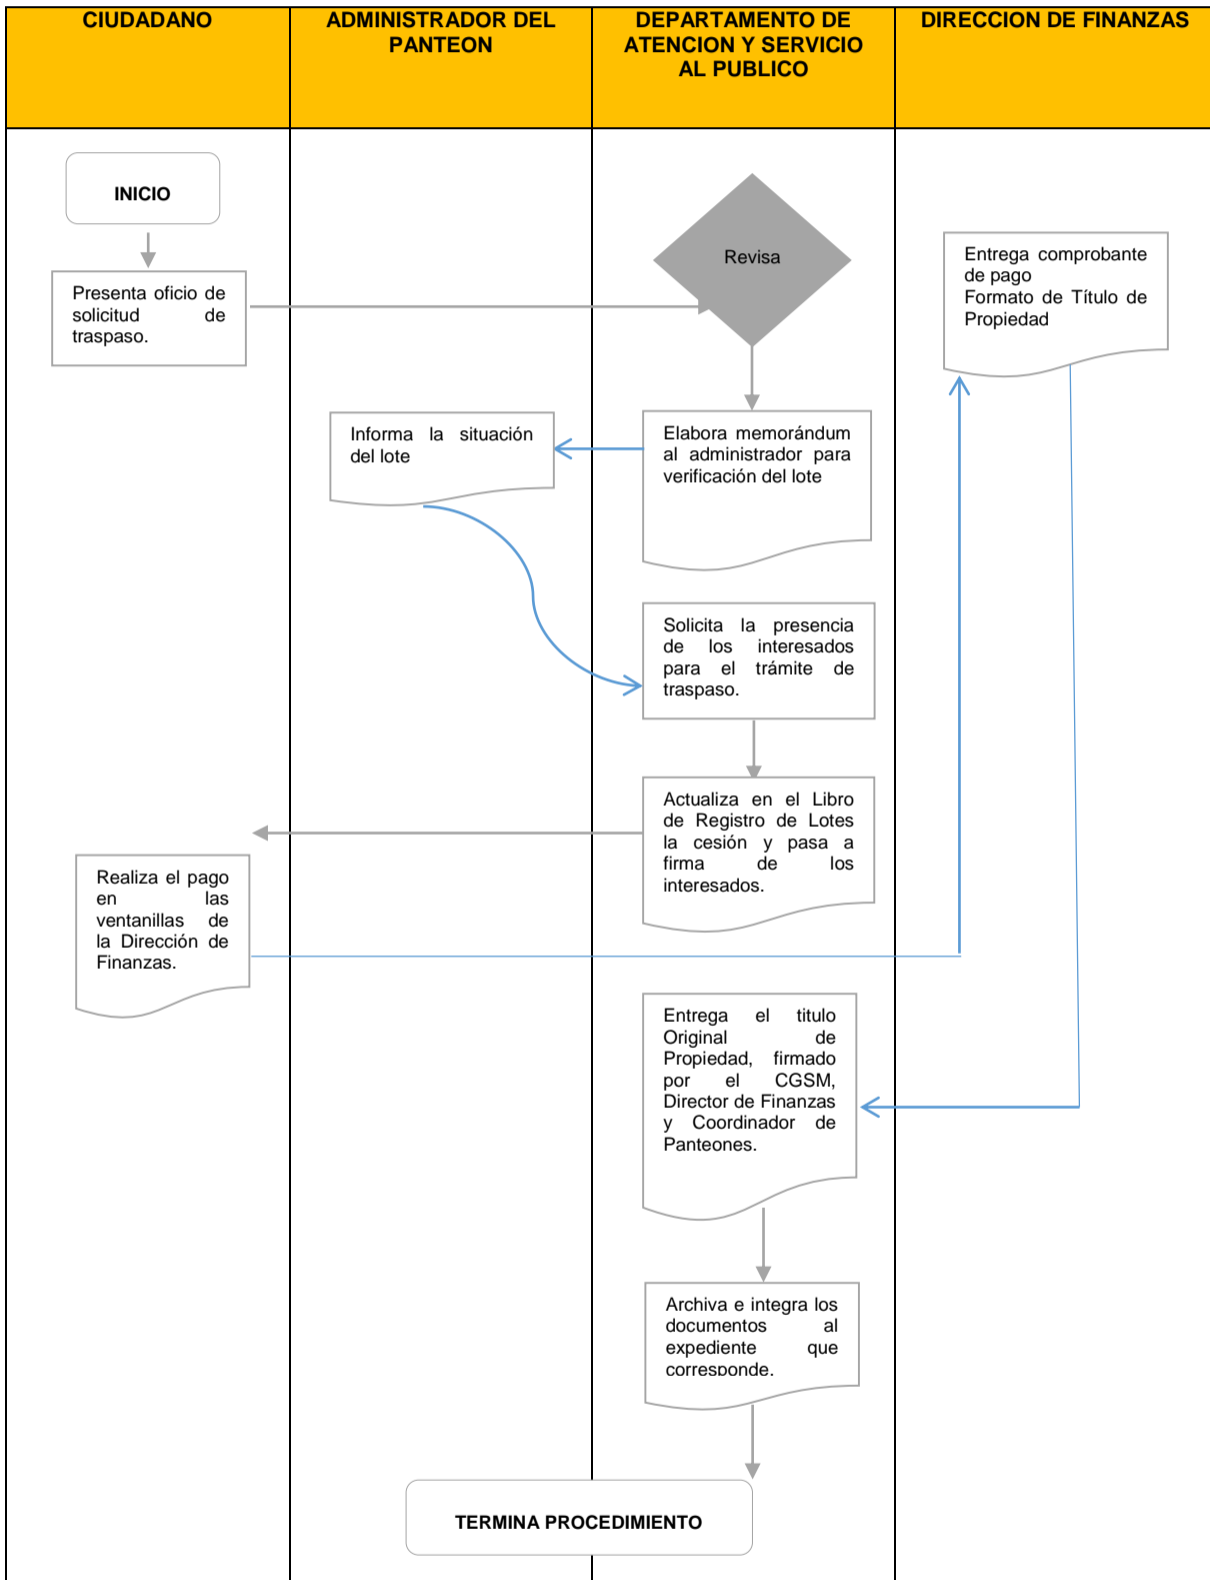 CIUDADANO
ADMINISTRADOR DEL
PANTEON
DEPARTAMENTO DE
ATENCION Y SERVICIO
AL PUBLICO
DIRECCION DE FINANZAS
INICIO
Presenta oficio de
solicitud de
traspaso.
Revisa
Entrega comprobante
de pago
Formato de Título de
Propiedad
Informa la situación
del lote
Elabora memorándum
al administrador para
verificación del lote
Solicita la presencia
de los interesados
para el trámite de
traspaso.
Actualiza en el Libro
de Registro de Lotes
la cesión y pasa a
firma de los
interesados.
Realiza el pago
en las
ventanillas de
la Dirección de
Finanzas.
Entrega el titulo
Original de
Propiedad, firmado
por el CGSM,
Director de Finanzas
y Coordinador de
Panteones.
Archiva e integra los
documentos al
expediente que
corresponde.
TERMINA PROCEDIMIENTO